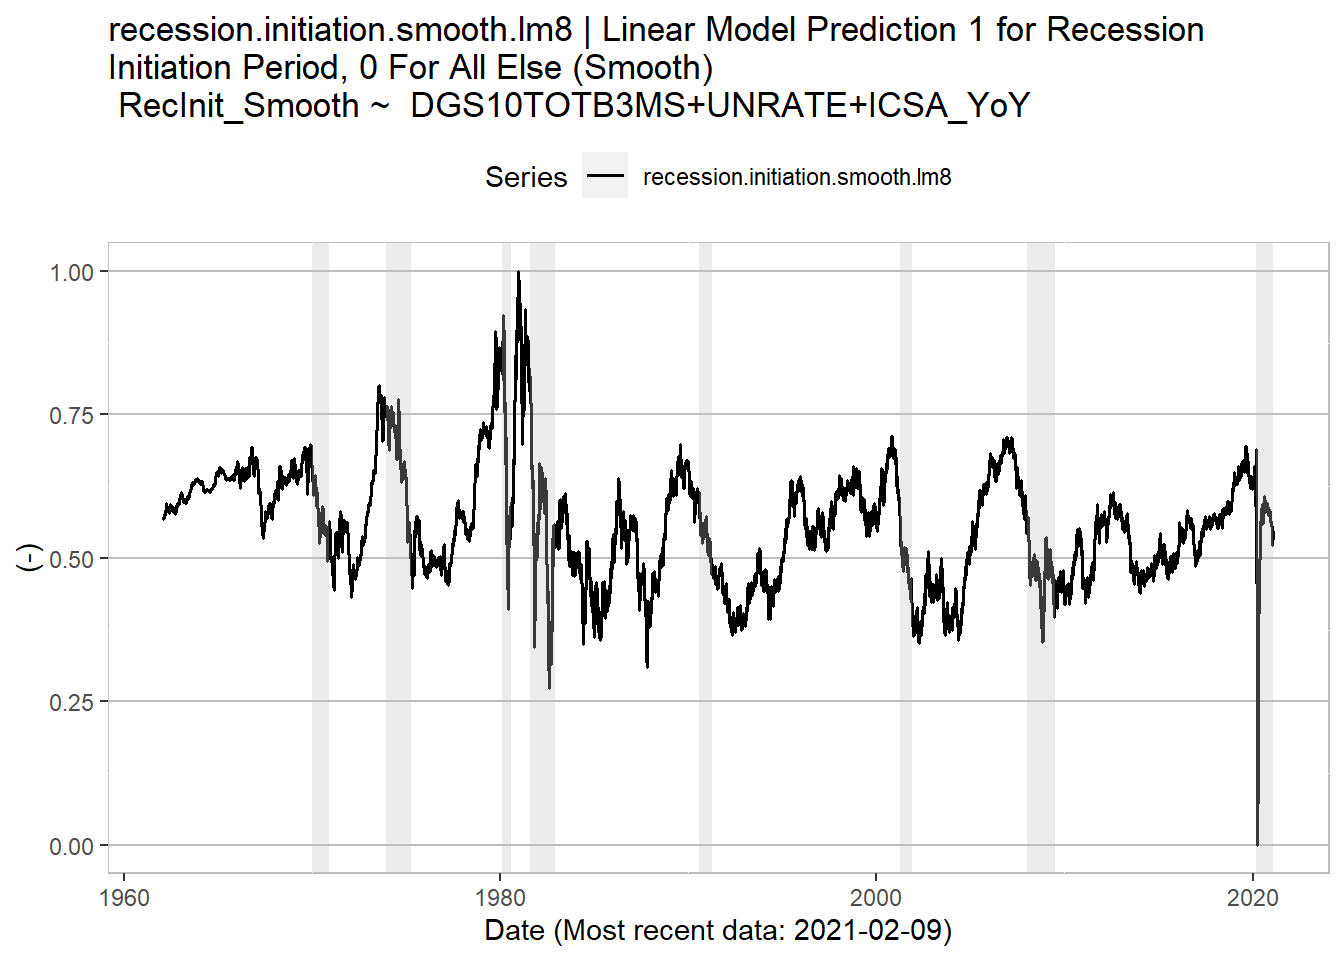 recession.initiation.smooth.lm8 | Linear Model Prediction 1 for Recession
Initiation Period, 0 For All Else (Smooth)
RecInit_Smooth ~ DGS10TOTB3MS+UNRATE+ICSA_YoY
Series recession.initiation.smooth.lm8
1.00
0.75
0.50
0.25
0.00
(-)
1960 1980 2000 2020
Date (Most recent data: 2021-02-09)